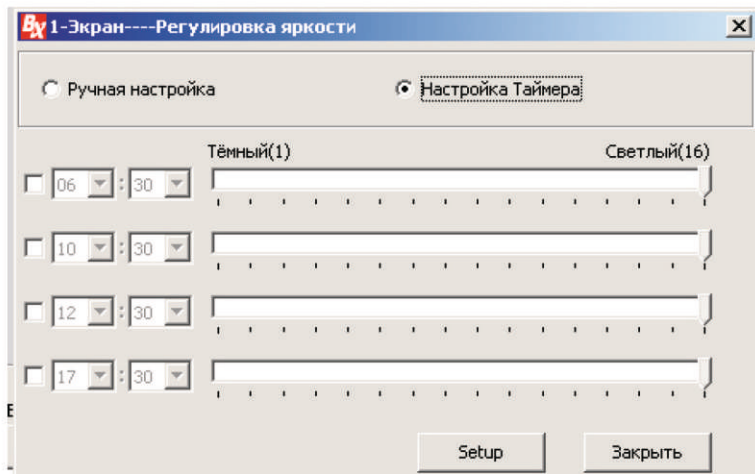 BX 1-Экран----Регулировка яркости
Ручная настройка
Настройка Таймера
Тёмный(1)
Светлый(16)
06 : 30
10 : 30
12 : 30
17 : 30
Setup
Закрыть